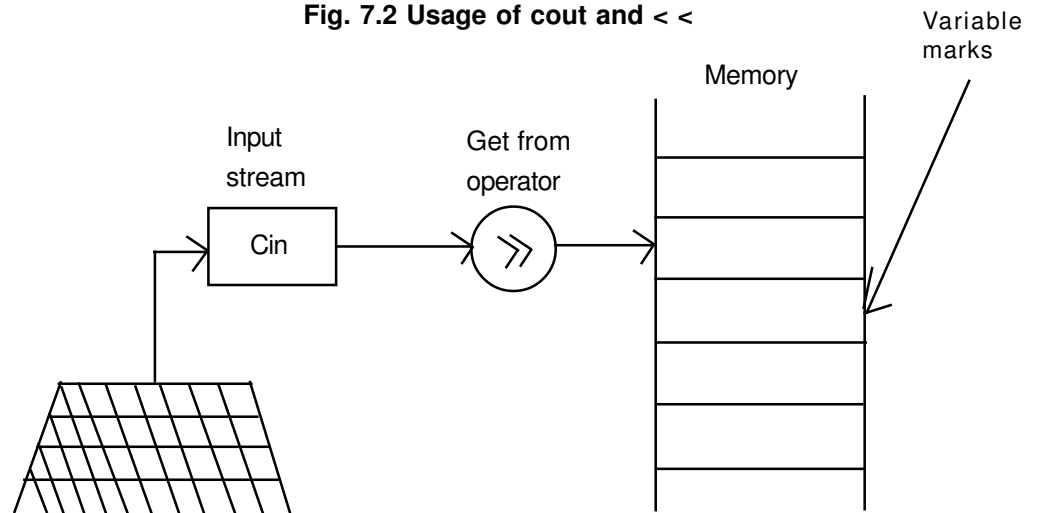 Fig. 7.2 Usage of cout and < <
Variable
marks
Memory
Input
stream
Get from
operator
Cin
>>